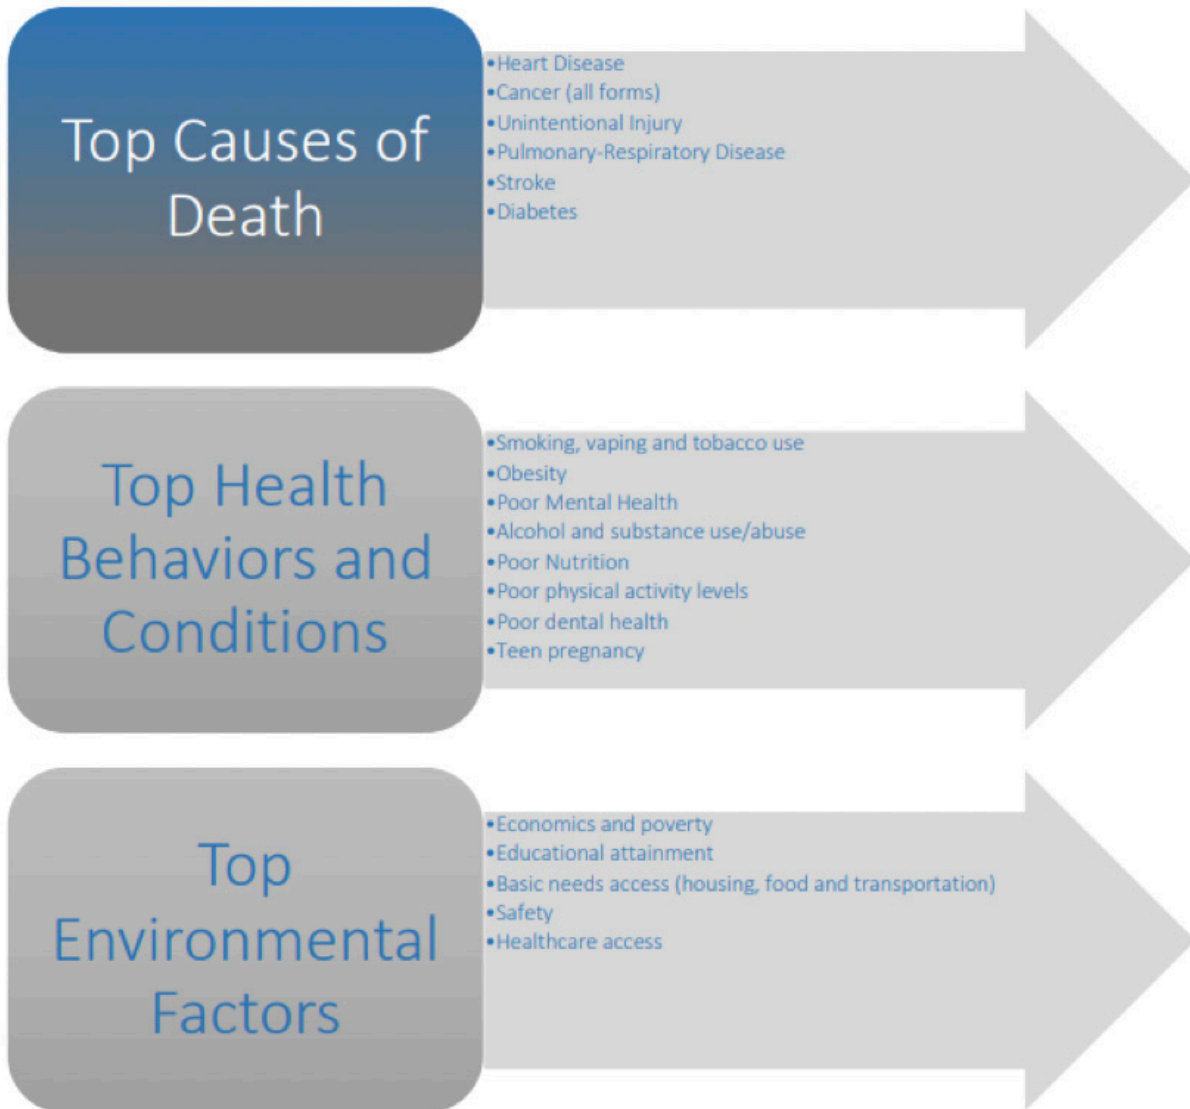 Top Causes of
Death
•Heart Disease
•Cancer (all forms)
•Unintentional Injury
•Pulmonary-Respiratory Disease
•Stroke
•Diabetes
Top Health
Behaviors and
Conditions
•Smoking, vaping and tobacco use
•Obesity
•Poor Mental Health
•Alcohol and substance use/abuse
•Poor Nutrition
•Poor physical activity levels
•Poor dental health
•Teen pregnancy
Top
Environmental
Factors
•Economics and poverty
•Educational attainment
•Basic needs access (housing, food and transportation)
•Safety
•Healthcare access